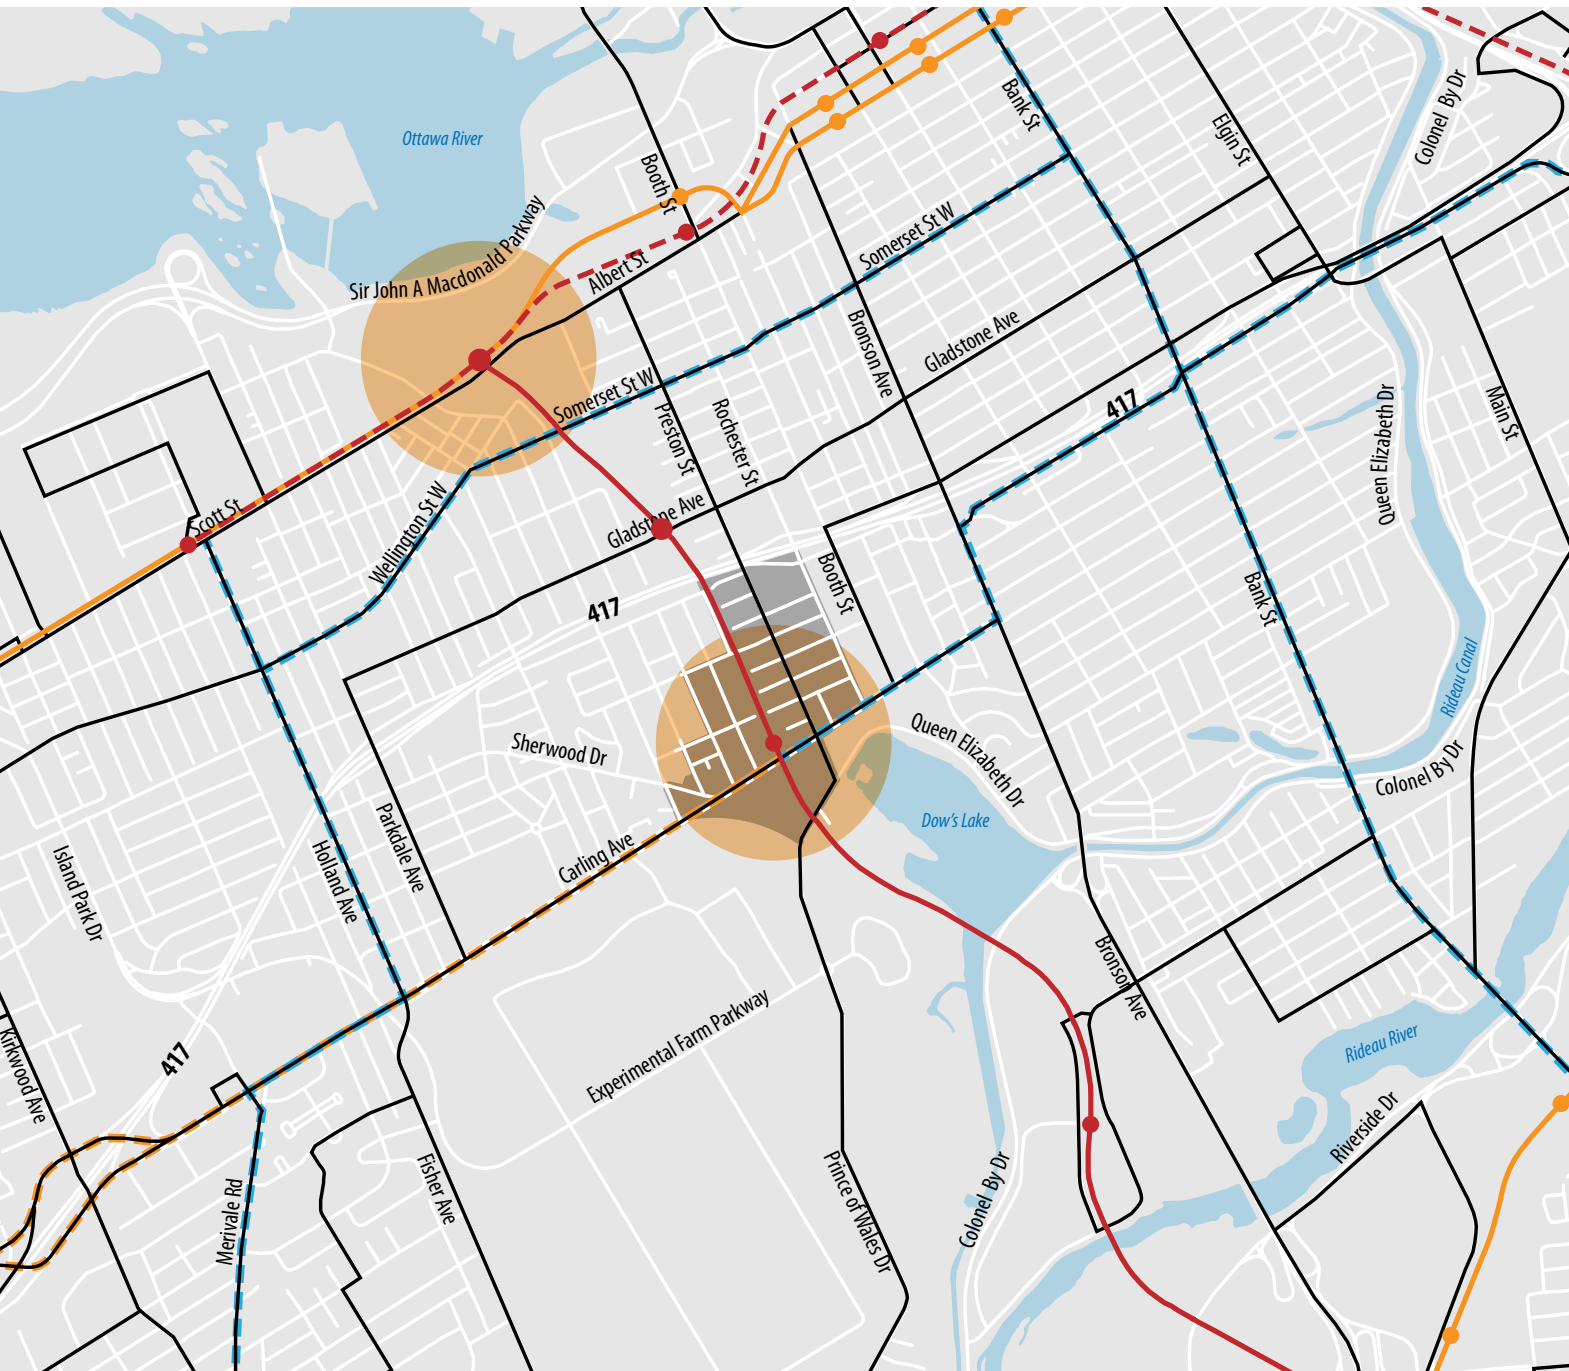 Ottawa River
Booth St
Bank St
Elgin St
Colonel By Dr
Sir John A Macdonald Parkway
Albert St
Somerset St W
Bronson Ave
Gladstone Ave
417
Queen Elizabeth Dr
Main St
Somerset St W
Preston St
Rochester St
Scott St
Wellington St W
Gladstone Ave
417
Booth St
Bank St
Rideau Canal
Sherwood Dr
Queen Elizabeth Dr
Colonel By Dr
Dow's Lake
Parkdale Ave
Holland Ave
Island Park Dr
Carling Ave
Bronson Ave
Experimental Farm Parkway
Rideau River
Kirkwood Ave
417
Riverside Dr
Merivale Rd
Fisher Ave
Prince of Wales Dr
Colonel By Dr